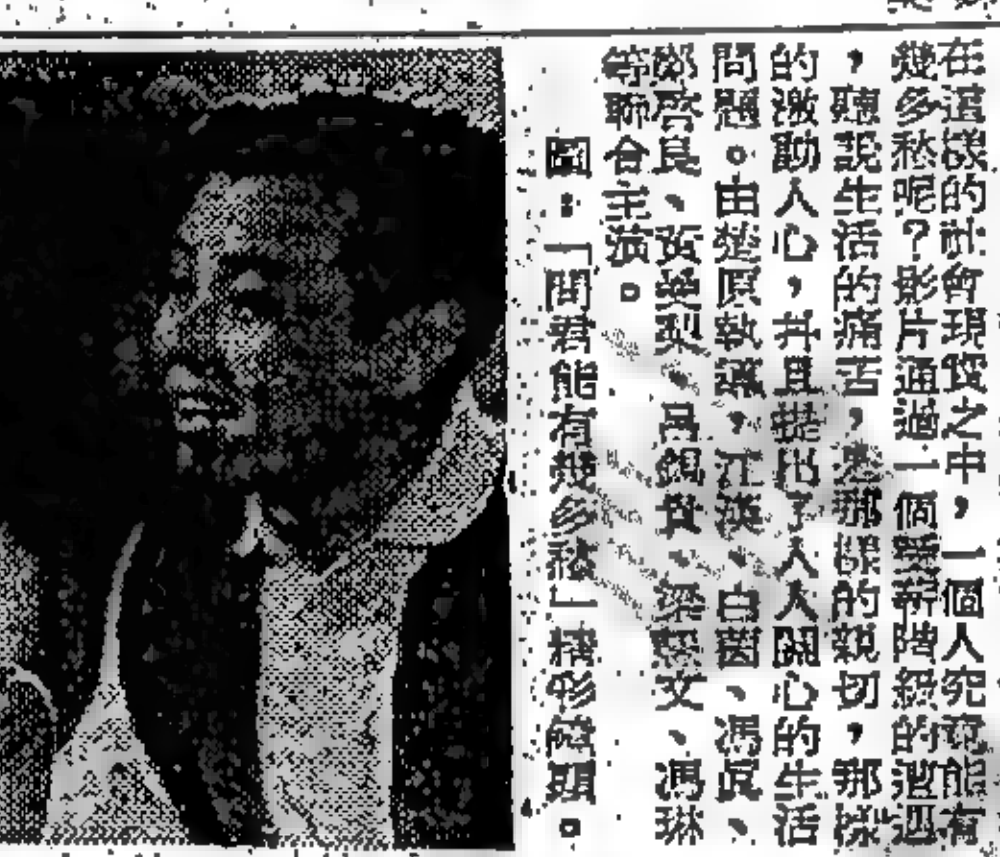 在這樣的社會現實之中，一個人究竟能有
幾多愁呢？影片通過一個受薪階級的遭遇
，聽說生活的痛苦，是那樣的親切，那樣
的激動人心，并且提出了人人關心的生活
問題。由楚原執導，江漢、白茵、馮真、
鄭啓良、黃曼梨、呂錫貴、梁靜文、馮琳
等聯合主演。
圖：「問君能有幾多愁」精彩鏡頭。